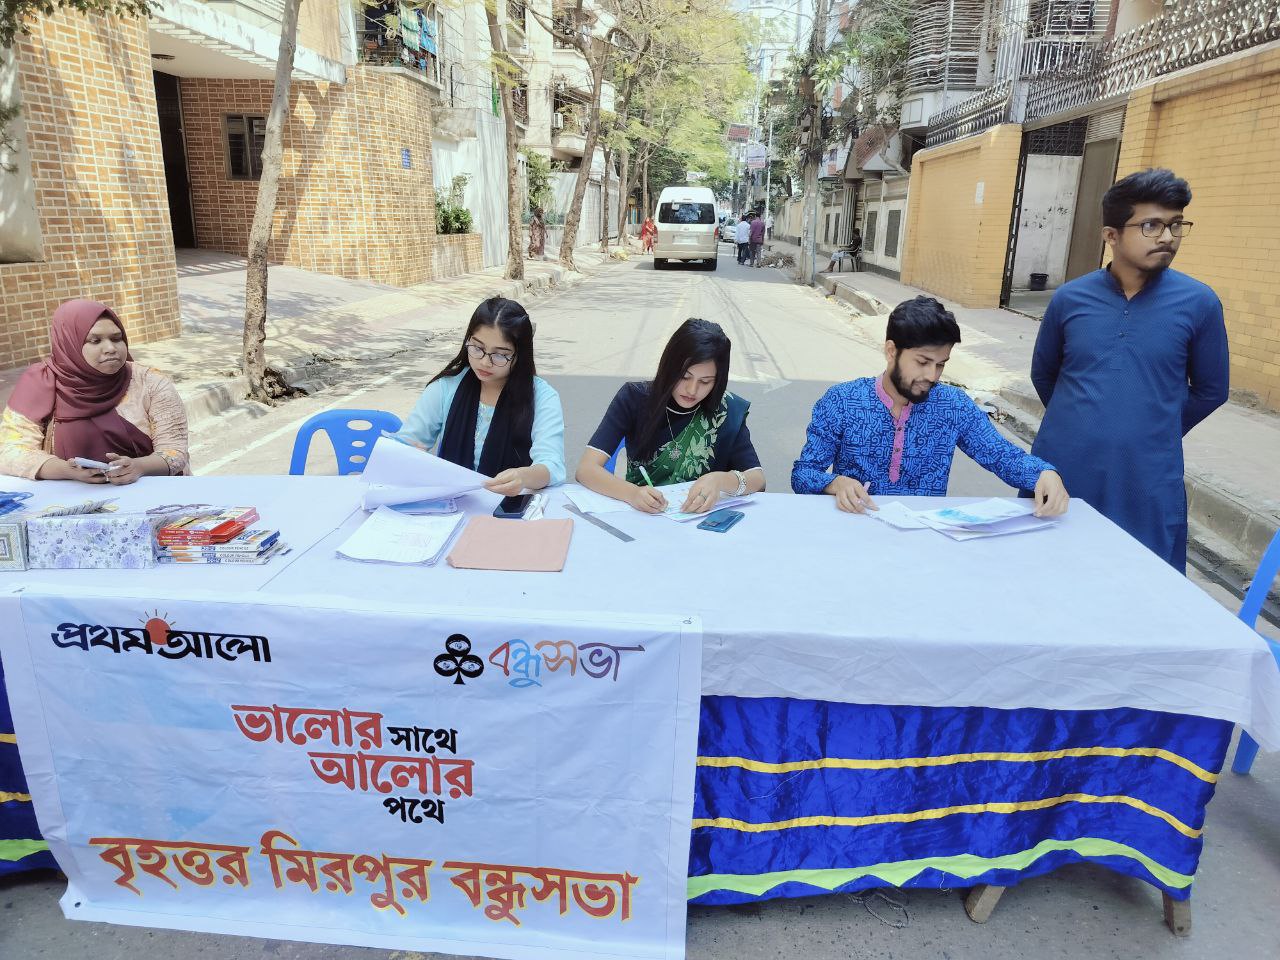 প্রথম আলো
বন্ধুসভা
ভালোর সাথে
আলোর
পথে
বৃহত্তর মিরপুর বন্ধুসভা